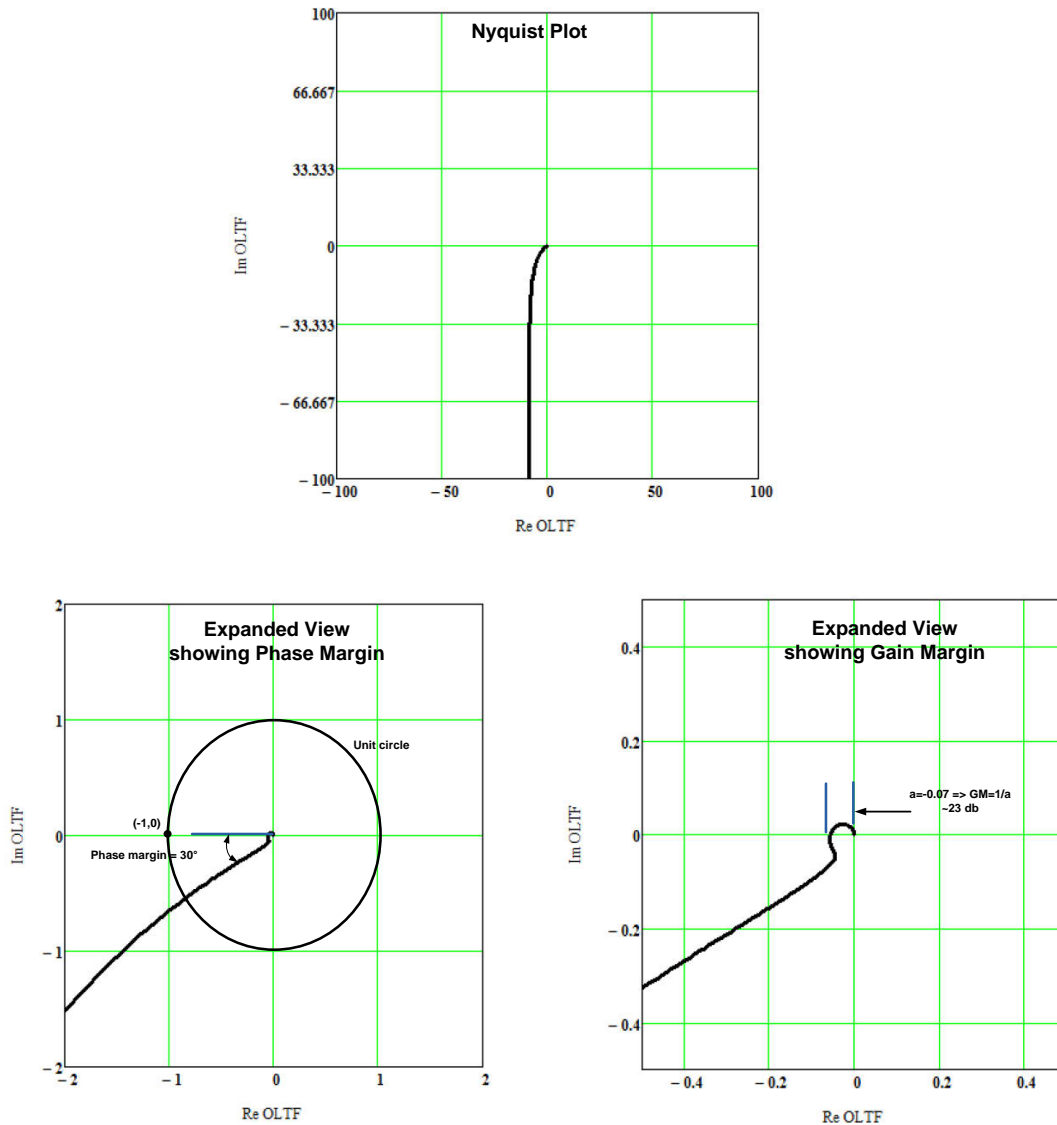 Nyquist Plot
100
66.667
33.333
0
− 33.333
− 66.667
− 100
Im OLTF
− 100
− 50
0
50
100
Re OLTF
Expanded View
showing Phase Margin
2
1
0
− 1
− 2
Im OLTF
Unit circle
(-1,0)
Phase margin = 30°
− 2
− 1
0
1
2
Re OLTF
Expanded View
showing Gain Margin
0.4
0.2
0
− 0.2
− 0.4
Im OLTF
a=-0.07 => GM=1/a
~23 db
− 0.4
− 0.2
0
0.2
0.4
Re OLTF